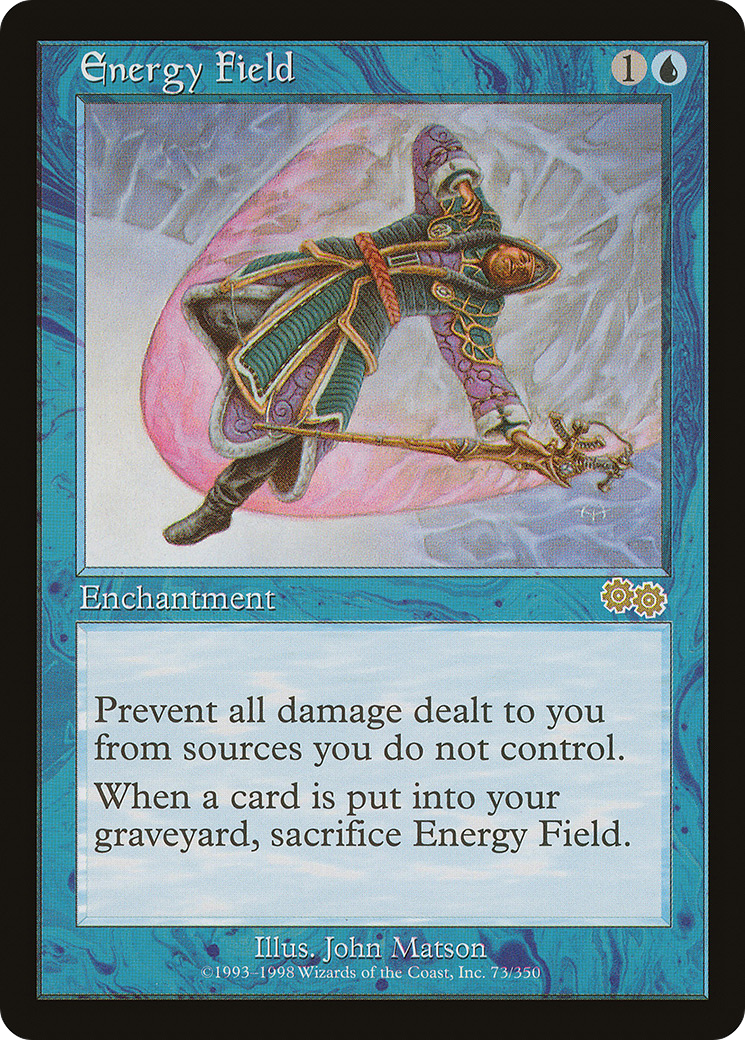 Energy Field 1
Enchantment
Prevent all damage dealt to you
from sources you do not control.
When a card is put into your
graveyard, sacrifice Energy Field.
Illus. John Matson
©1993–1998 Wizards of the Coast, Inc. 73/350